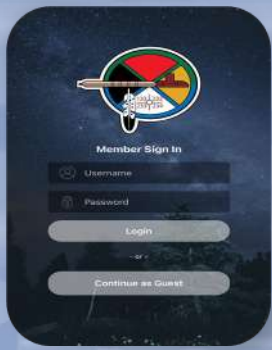 Member Sign In
Username
Password
Login
- or -
Continue as Guest